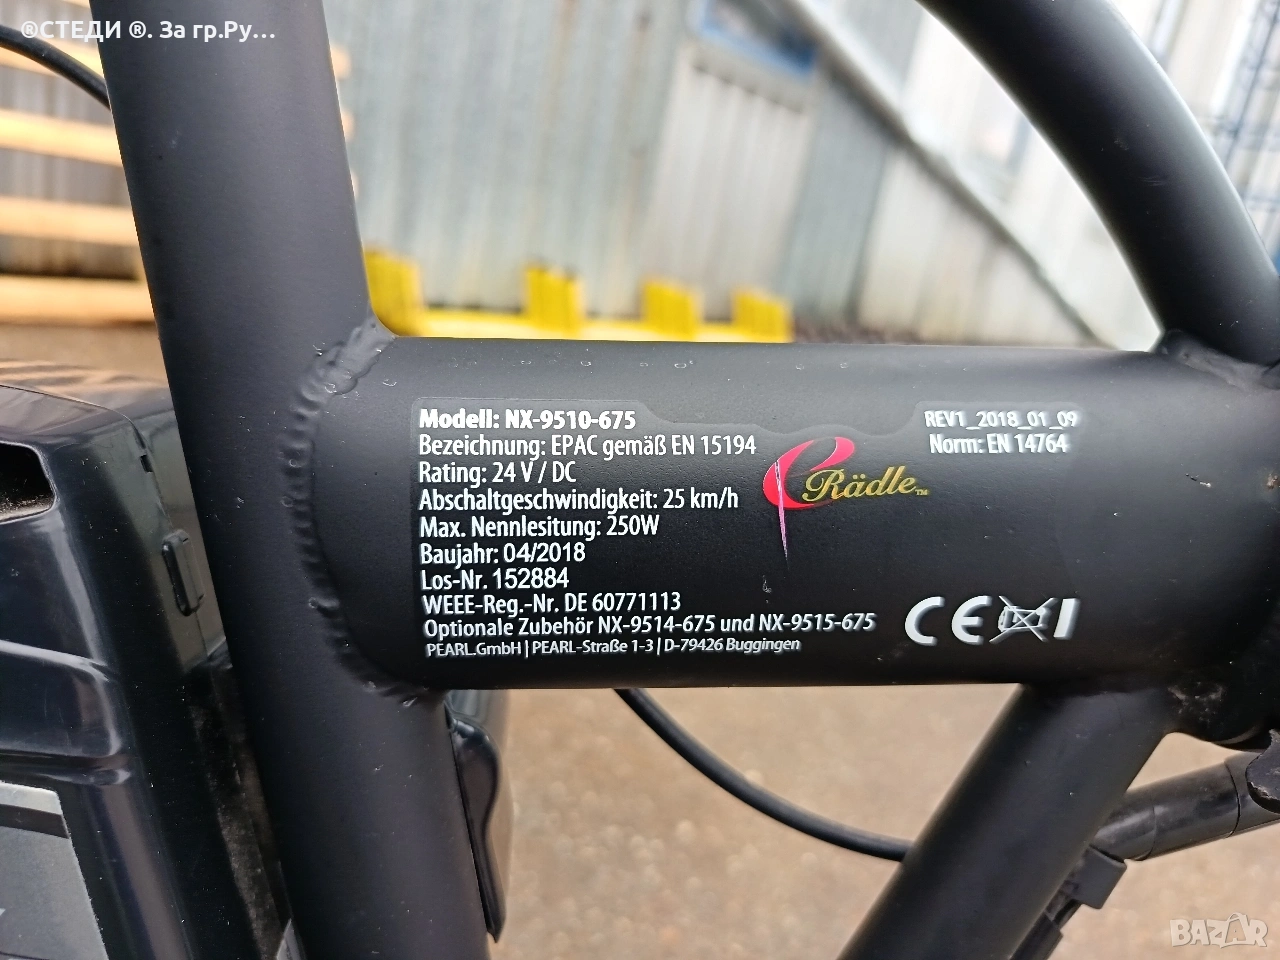 ®СТЕДИ ®. За гр.Ру...
Modell: NX-9510-675
Bezeichnung: EPAC gemäß EN 15194
Rating: 24 V / DC
Abschaltgeschwindigkeit: 25 km/h
Max. Nennlesitung: 250W
Baujahr: 04/2018
Los-Nr. 152884
WEEE-Reg.-Nr. DE 60771113
Optionale Zubehör NX-9514-675 und NX-9515-675
PEARL.GmbH | PEARL-Straße 1-3 | D-79426 Buggingen
REV1_2018_01_09
Norm: EN 14764
Rädle™
CE
BAZAR